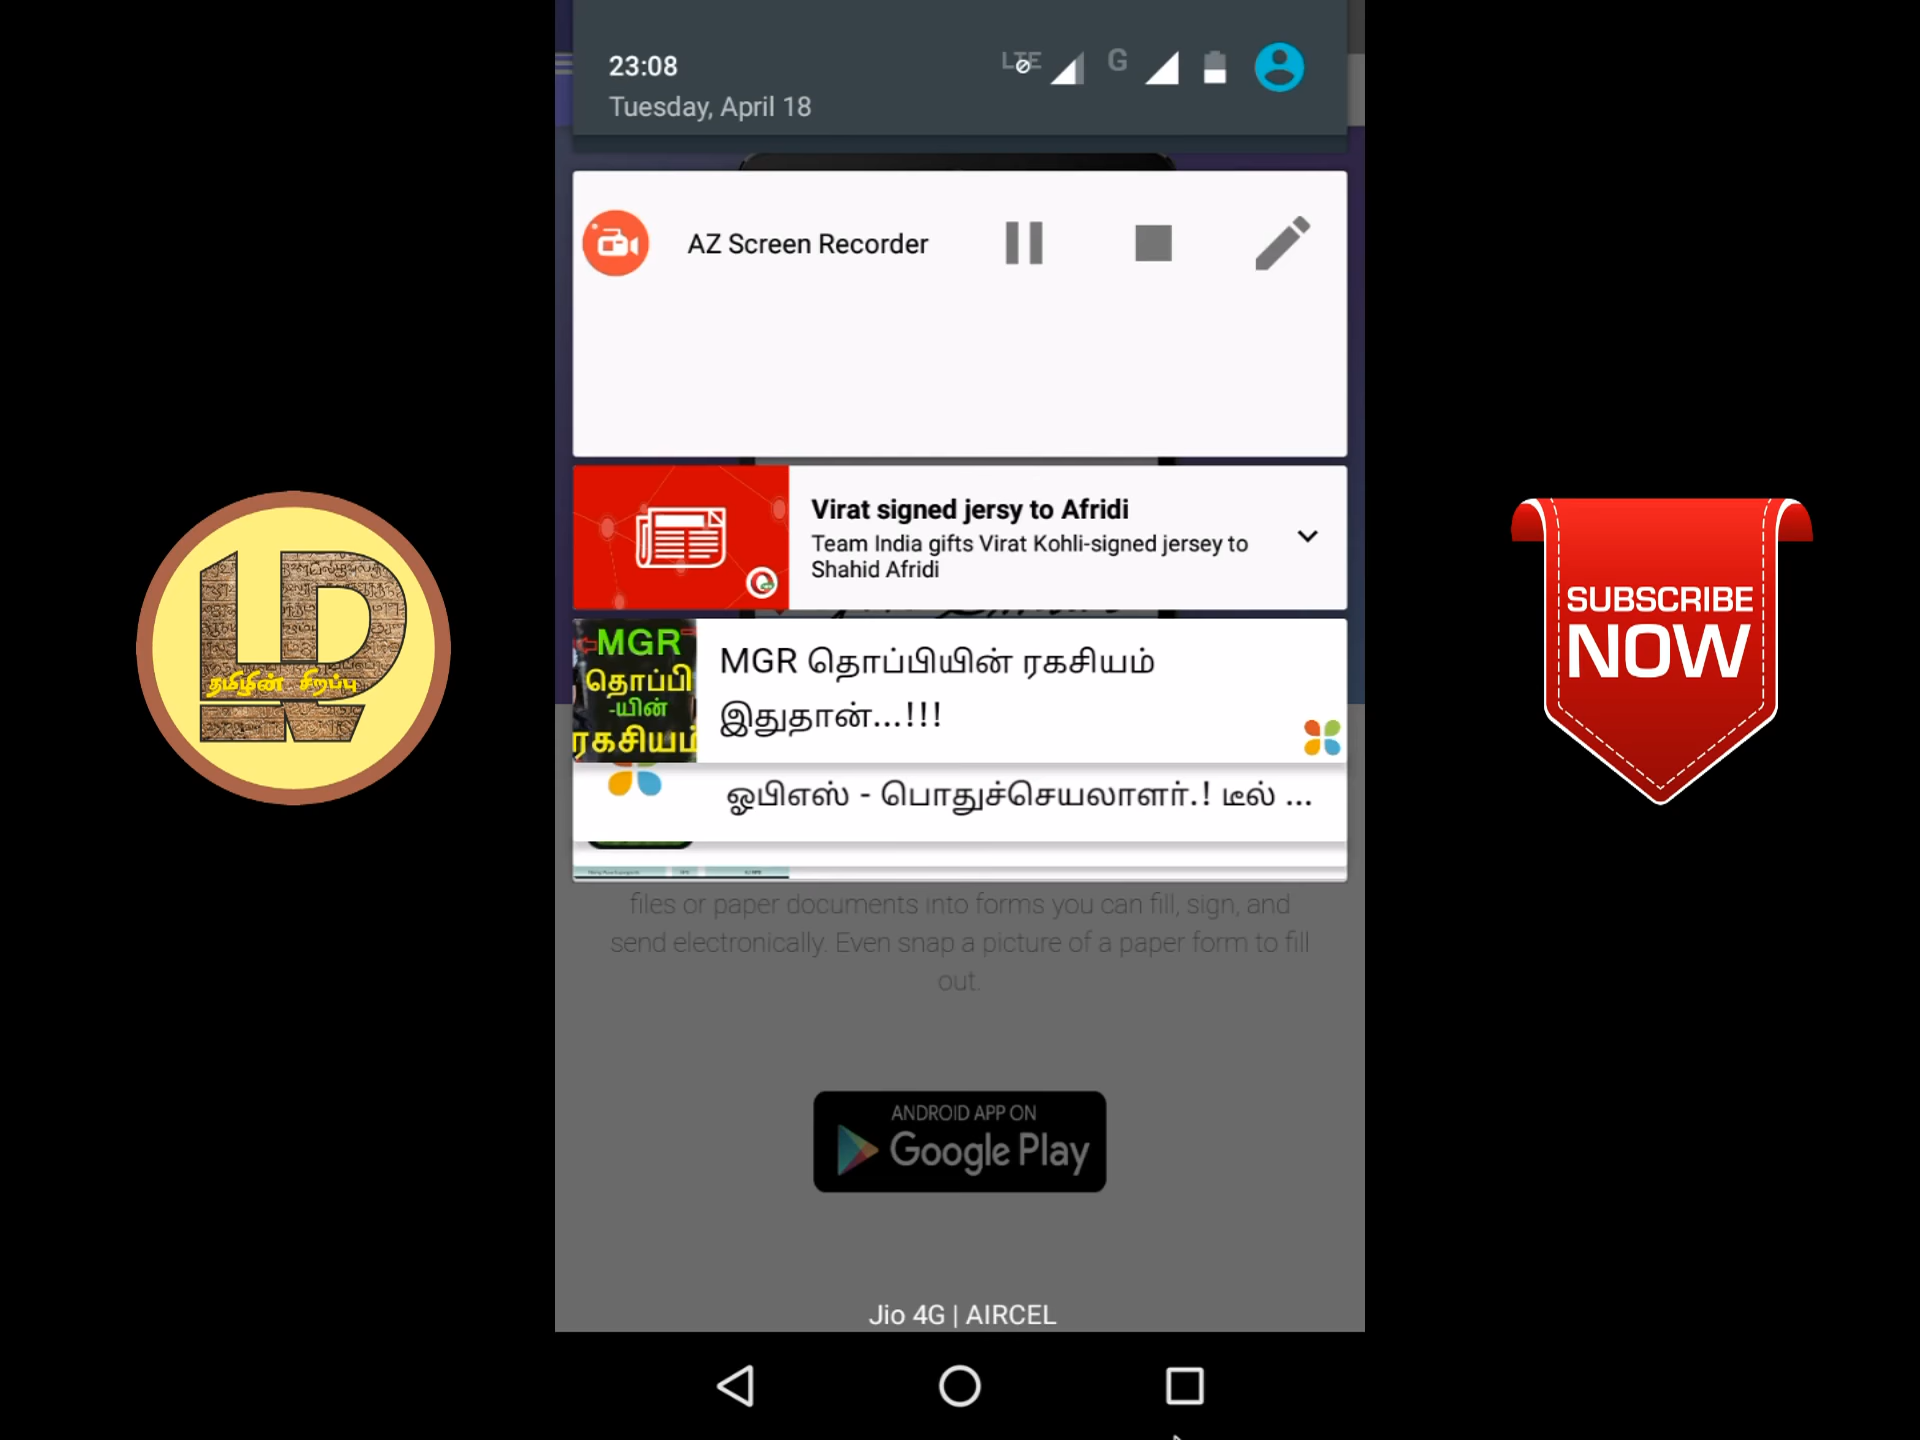 23:08
LTE
G
Tuesday, April 18
AZ Screen Recorder
Virat signed jersy to Afridi
Team India gifts Virat Kohli-signed jersey to
Shahid Afridi
MGR
தொப்பி
-யின்
ரகசியம்
MGR தொப்பியின் ரகசியம்
இதுதான்...!!!
ஓபிஎஸ் - பொதுச்செயலாளர்.! டீல் ...
files or paper documents into forms you can fill, sign, and
send electronically. Even snap a picture of a paper form to fill
out.
ANDROID APP ON
Google Play
Jio 4G | AIRCEL
தமிழின் சிறப்பு
SUBSCRIBE
NOW